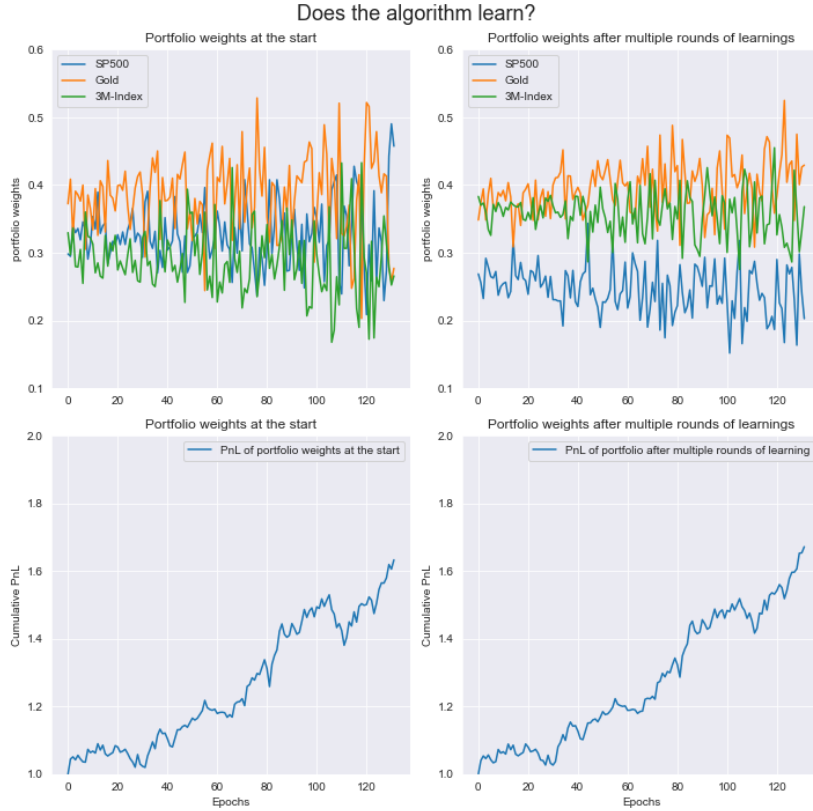 Does the algorithm learn?
Portfolio weights at the start
Portfolio weights after multiple rounds of learnings
0.6
0.5
0.4
0.3
0.2
0.1
portfolio weights
SP500
Gold
3M-Index
0 20 40 60 80 100 120
0.6
0.5
0.4
0.3
0.2
0.1
portfolio weights
SP500
Gold
3M-Index
0 20 40 60 80 100 120
Portfolio weights at the start
Portfolio weights after multiple rounds of learnings
2.0
1.8
1.6
1.4
1.2
1.0
Cumulative PnL
PnL of portfolio weights at the start
0 20 40 60 80 100 120
Epochs
2.0
1.8
1.6
1.4
1.2
1.0
Cumulative PnL
PnL of portfolio after multiple rounds of learning
0 20 40 60 80 100 120
Epochs